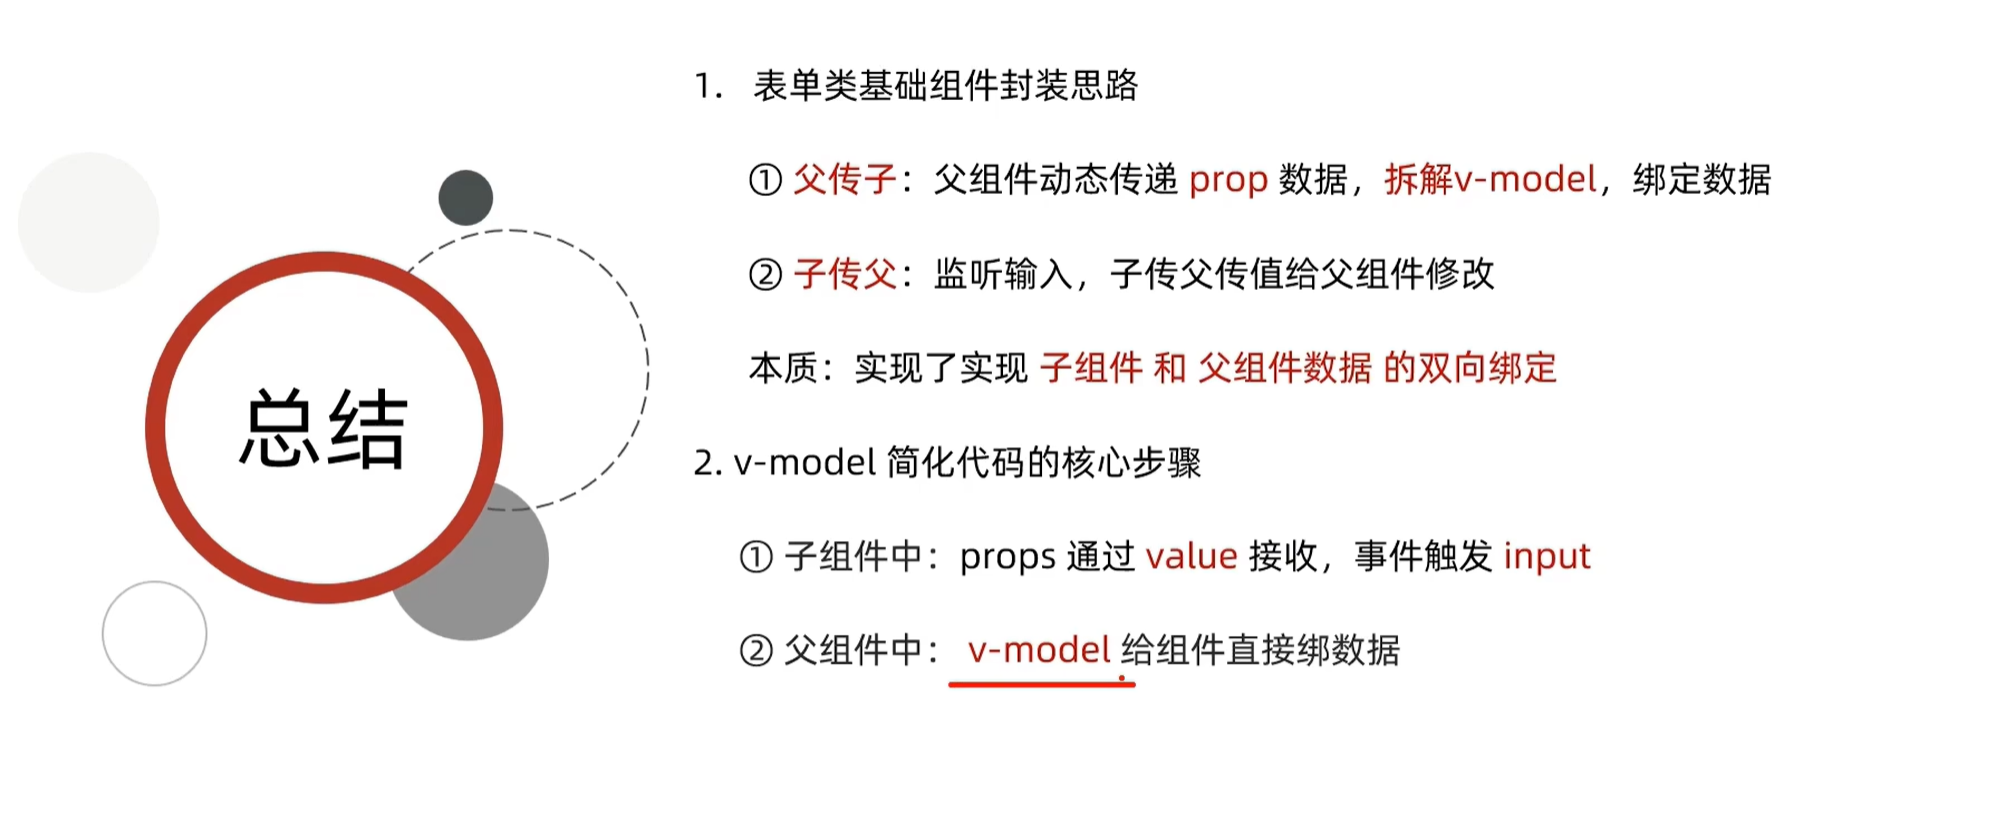 总结
1. 表单类基础组件封装思路
① 父传子：父组件动态传递 prop 数据，拆解v-model，绑定数据
② 子传父：监听输入，子传父传值给父组件修改
本质：实现了实现 子组件 和 父组件数据 的双向绑定
2. v-model 简化代码的核心步骤
① 子组件中：props 通过 value 接收，事件触发 input
② 父组件中： v-model 给组件直接绑数据